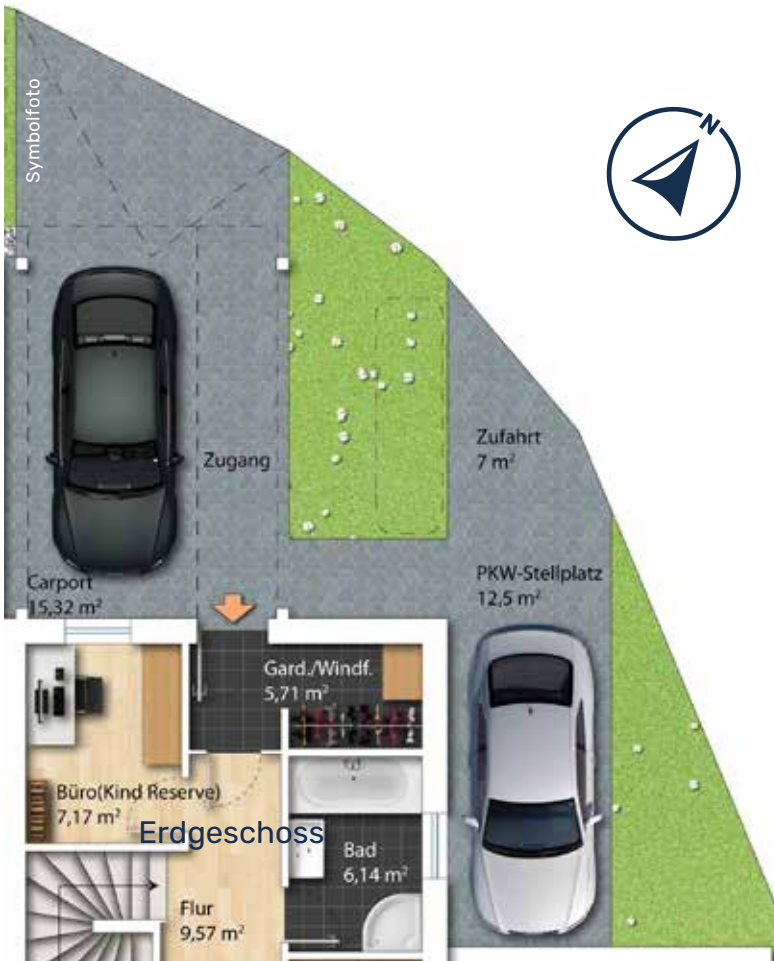 Symbolfoto
N
Zugang
Zufahrt
7 m²
Carport
15,32 m²
PKW-Stellplatz
12,5 m²
Gard./Windf.
5,71 m²
Büro(Kind Reserve)
7,17 m²
Erdgeschoss
Bad
6,14 m²
Flur
9,57 m²